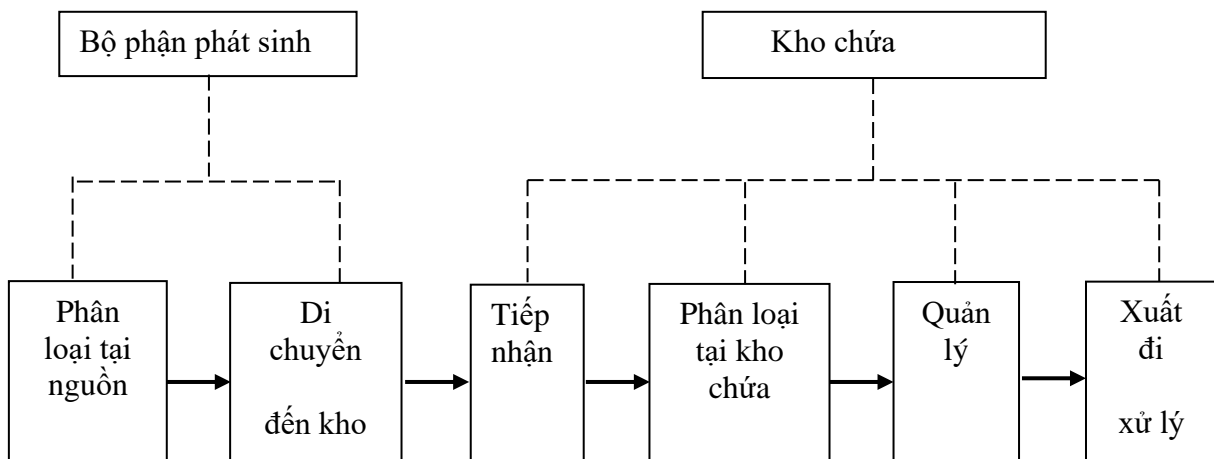 Bộ phận phát sinh
Kho chứa
Phân
loại tại
nguồn
Di
chuyển
đến kho
Tiếp
nhận
Phân loại
tại kho
chứa
Quản
lý
Xuất
đi
xử lý